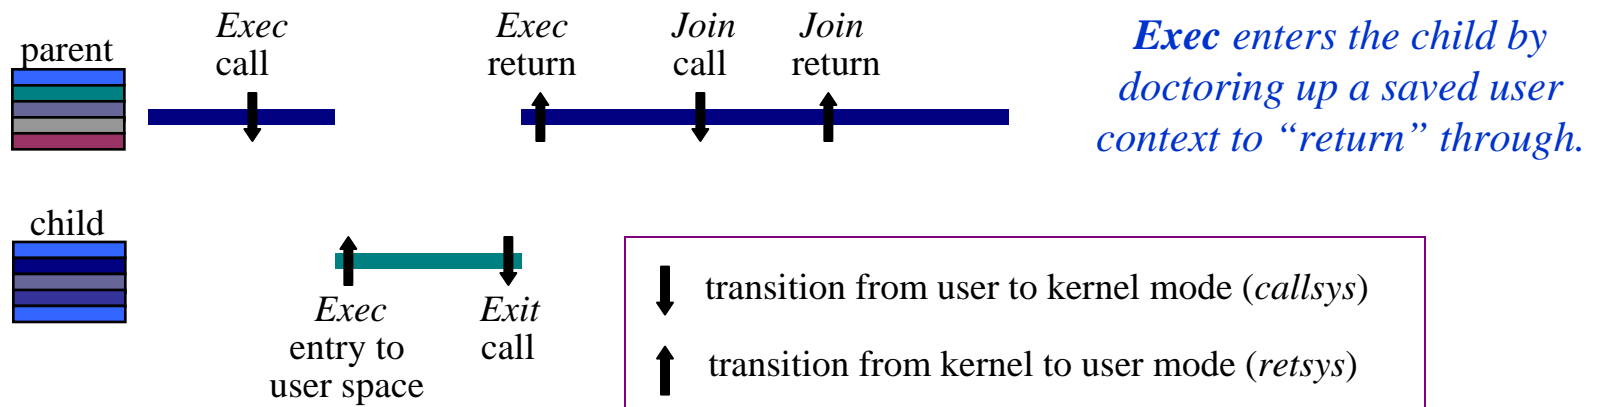 parent
Exec
call
Exec
return
Join
call
Join
return
Exec enters the child by
doctoring up a saved user
context to “return” through.
child
Exec
entry to
user space
Exit
call
transition from user to kernel mode (callsys)
transition from kernel to user mode (retsys)